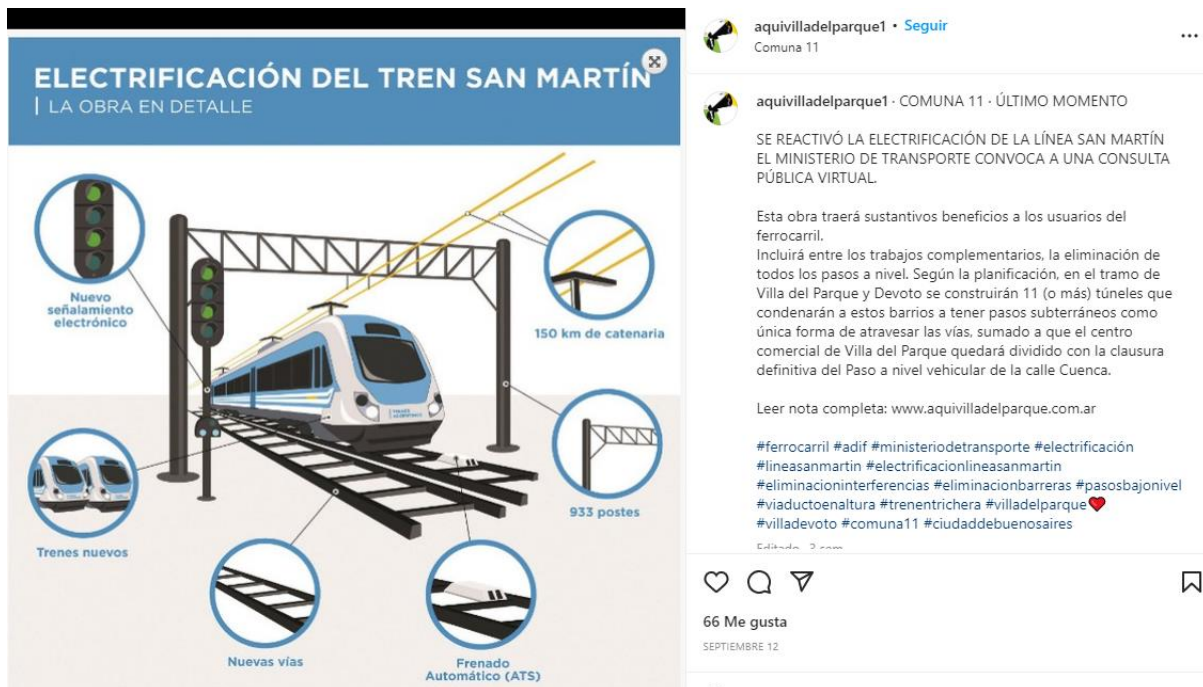 ELECTRIFICACIÓN DEL TREN SAN MARTÍN
LA OBRA EN DETALLE
Nuevo
señalamiento
electrónico
150 km de catenaria
933 postes
Trenes nuevos
Nuevas vías
Frenado
Automático (ATS)
aquivilladelparque1 • Seguir
Comuna 11
aquivilladelparque1 · COMUNA 11 · ÚLTIMO MOMENTO
SE REACTIVÓ LA ELECTRIFICACIÓN DE LA LÍNEA SAN MARTÍN
EL MINISTERIO DE TRANSPORTE CONVOCA A UNA CONSULTA
PÚBLICA VIRTUAL.
Esta obra traerá sustantivos beneficios a los usuarios del
ferrocarril.
Incluirá entre los trabajos complementarios, la eliminación de
todos los pasos a nivel. Según la planificación, en el tramo de
Villa del Parque y Devoto se construirán 11 (o más) túneles que
condenarán a estos barrios a tener pasos subterráneos como
única forma de atravesar las vías, sumado a que el centro
comercial de Villa del Parque quedará dividido con la clausura
definitiva del Paso a nivel vehicular de la calle Cuenca.
Leer nota completa: www.aquivilladelparque.com.ar
#ferrocarril #adif #ministeriodetransporte #electrificación
#lineasanmartin #electrificacionlineasanmartin
#eliminacioninterferencias #eliminacionbarreras #pasosbajonivel
#viaductoenaltura #trenentrichera #villadelparque❤
#villadevoto #comuna11 #ciudaddebuenosaires
Editado · 3 sem
66 Me gusta
SEPTIEMBRE 12